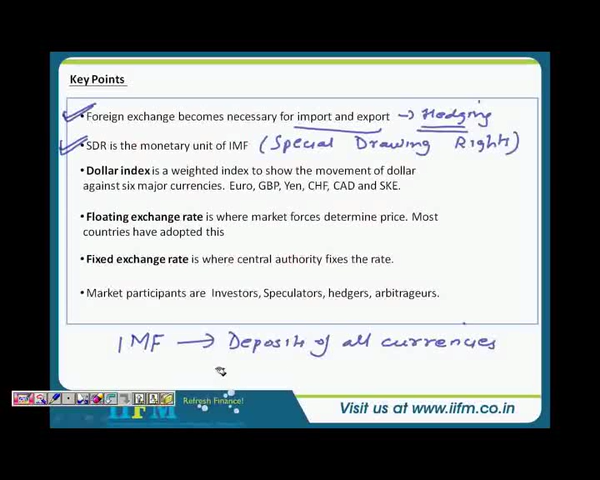 Key Points
• Foreign exchange becomes necessary for import and export → Hedging
• SDR is the monetary unit of IMF (Special Drawing Rights)
• Dollar index is a weighted index to show the movement of dollar
against six major currencies. Euro, GBP, Yen, CHF, CAD and SKE.
• Floating exchange rate is where market forces determine price. Most
countries have adopted this
• Fixed exchange rate is where central authority fixes the rate.
• Market participants are Investors, Speculators, hedgers, arbitrageurs.
IMF → Deposits of all currencies
IIFM Refresh Finance!
Visit us at www.iifm.co.in